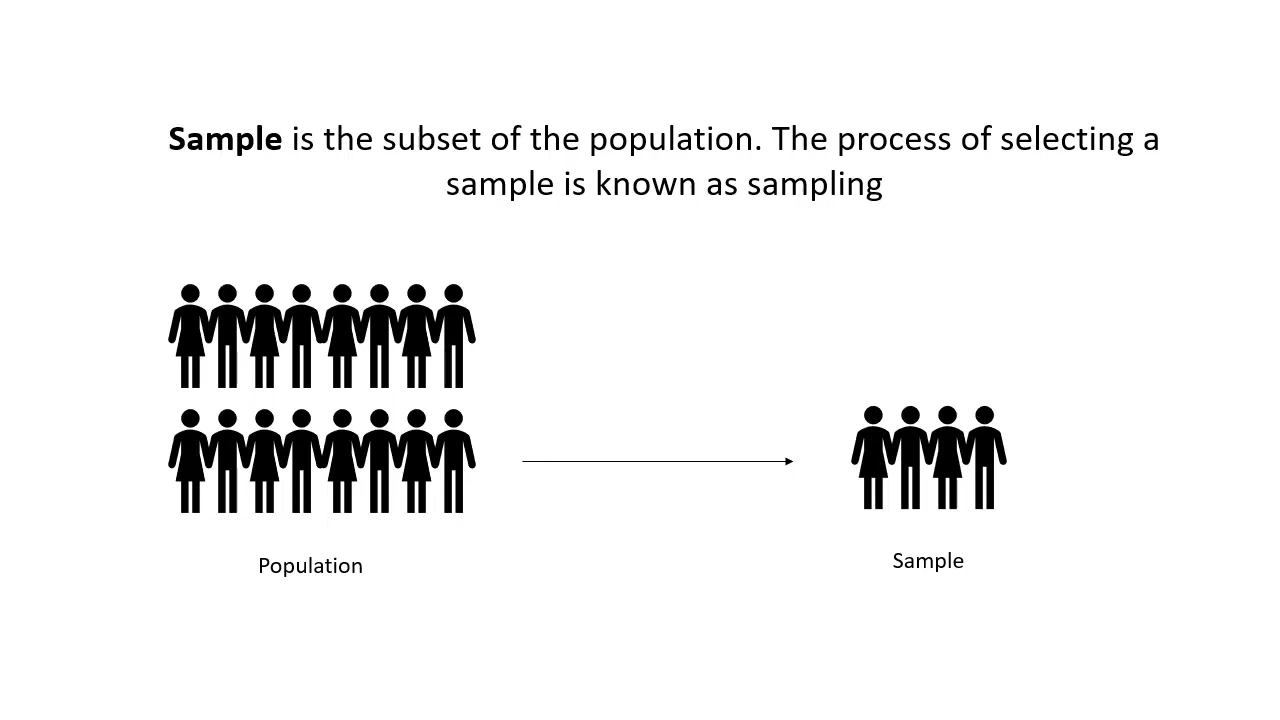 Sample is the subset of the population. The process of selecting a
sample is known as sampling
Population
Sample